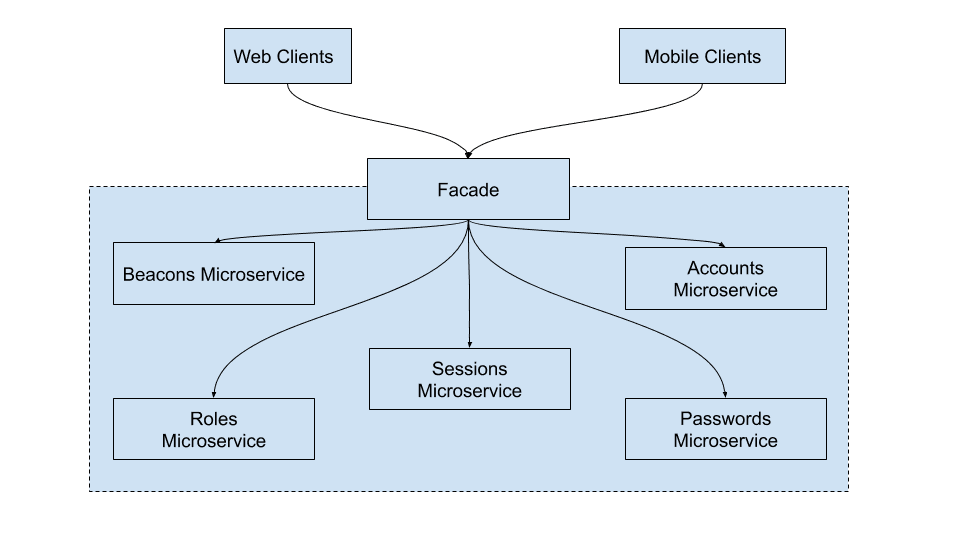 Web Clients
Mobile Clients
Facade
Beacons Microservice
Accounts
Microservice
Sessions
Microservice
Roles
Microservice
Passwords
Microservice